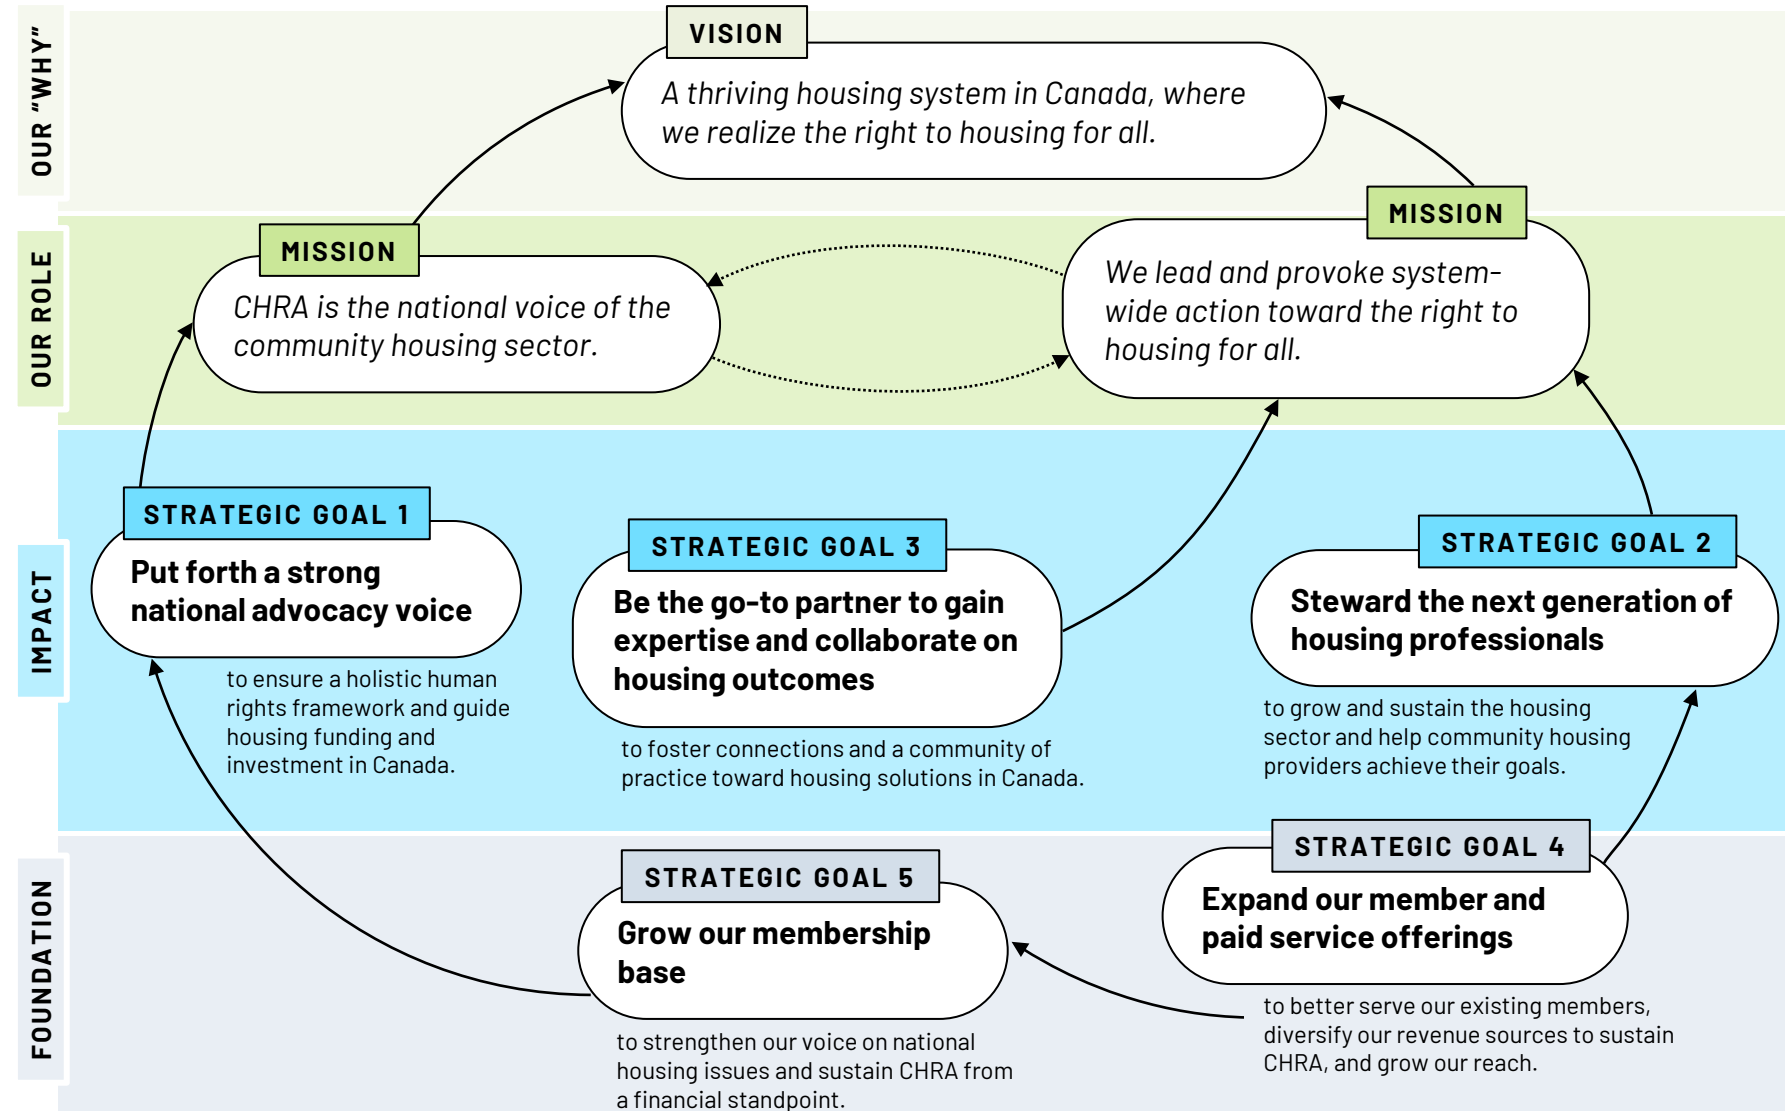 OUR "WHY"
VISION
A thriving housing system in Canada, where
we realize the right to housing for all.
OUR ROLE
MISSION
CHRA is the national voice of the
community housing sector.
MISSION
We lead and provoke system-
wide action toward the right to
housing for all.
IMPACT
STRATEGIC GOAL 1
Put forth a strong
national advocacy voice
to ensure a holistic human
rights framework and guide
housing funding and
investment in Canada.
STRATEGIC GOAL 3
Be the go-to partner to gain
expertise and collaborate on
housing outcomes
to foster connections and a community of
practice toward housing solutions in Canada.
STRATEGIC GOAL 2
Steward the next generation of
housing professionals
to grow and sustain the housing
sector and help community housing
providers achieve their goals.
FOUNDATION
STRATEGIC GOAL 5
Grow our membership
base
to strengthen our voice on national
housing issues and sustain CHRA from
a financial standpoint.
STRATEGIC GOAL 4
Expand our member and
paid service offerings
to better serve our existing members,
diversify our revenue sources to sustain
CHRA, and grow our reach.